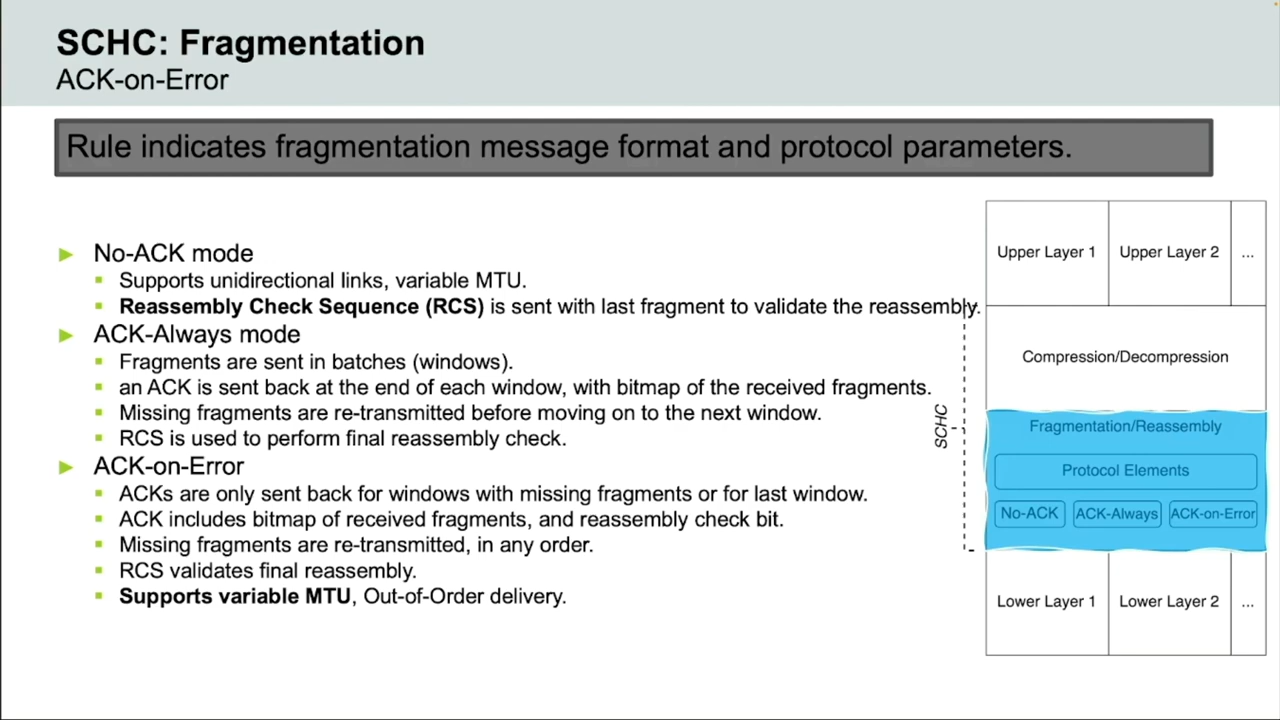 SCHC: Fragmentation
ACK-on-Error
Rule indicates fragmentation message format and protocol parameters.
No-ACK mode
Supports unidirectional links, variable MTU.
Reassembly Check Sequence (RCS) is sent with last fragment to validate the reassembly.
ACK-Always mode
Fragments are sent in batches (windows).
an ACK is sent back at the end of each window, with bitmap of the received fragments.
Missing fragments are re-transmitted before moving on to the next window.
RCS is used to perform final reassembly check.
ACK-on-Error
ACKs are only sent back for windows with missing fragments or for last window.
ACK includes bitmap of received fragments, and reassembly check bit.
Missing fragments are re-transmitted, in any order.
RCS validates final reassembly.
Supports variable MTU, Out-of-Order delivery.
Upper Layer 1
Upper Layer 2
...
Compression/Decompression
SCHC
Fragmentation/Reassembly
Protocol Elements
No-ACK
ACK-Always
ACK-on-Error
Lower Layer 1
Lower Layer 2
...